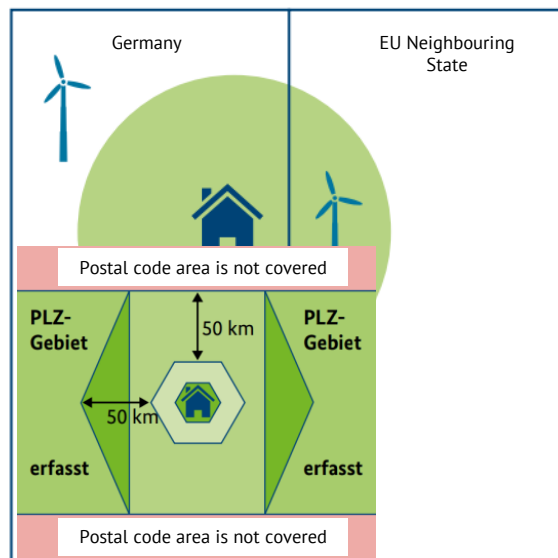 Germany
EU Neighbouring
State
Postal code area is not covered
PLZ-
Gebiet
50 km
PLZ-
Gebiet
50 km
erfasst
erfasst
Postal code area is not covered